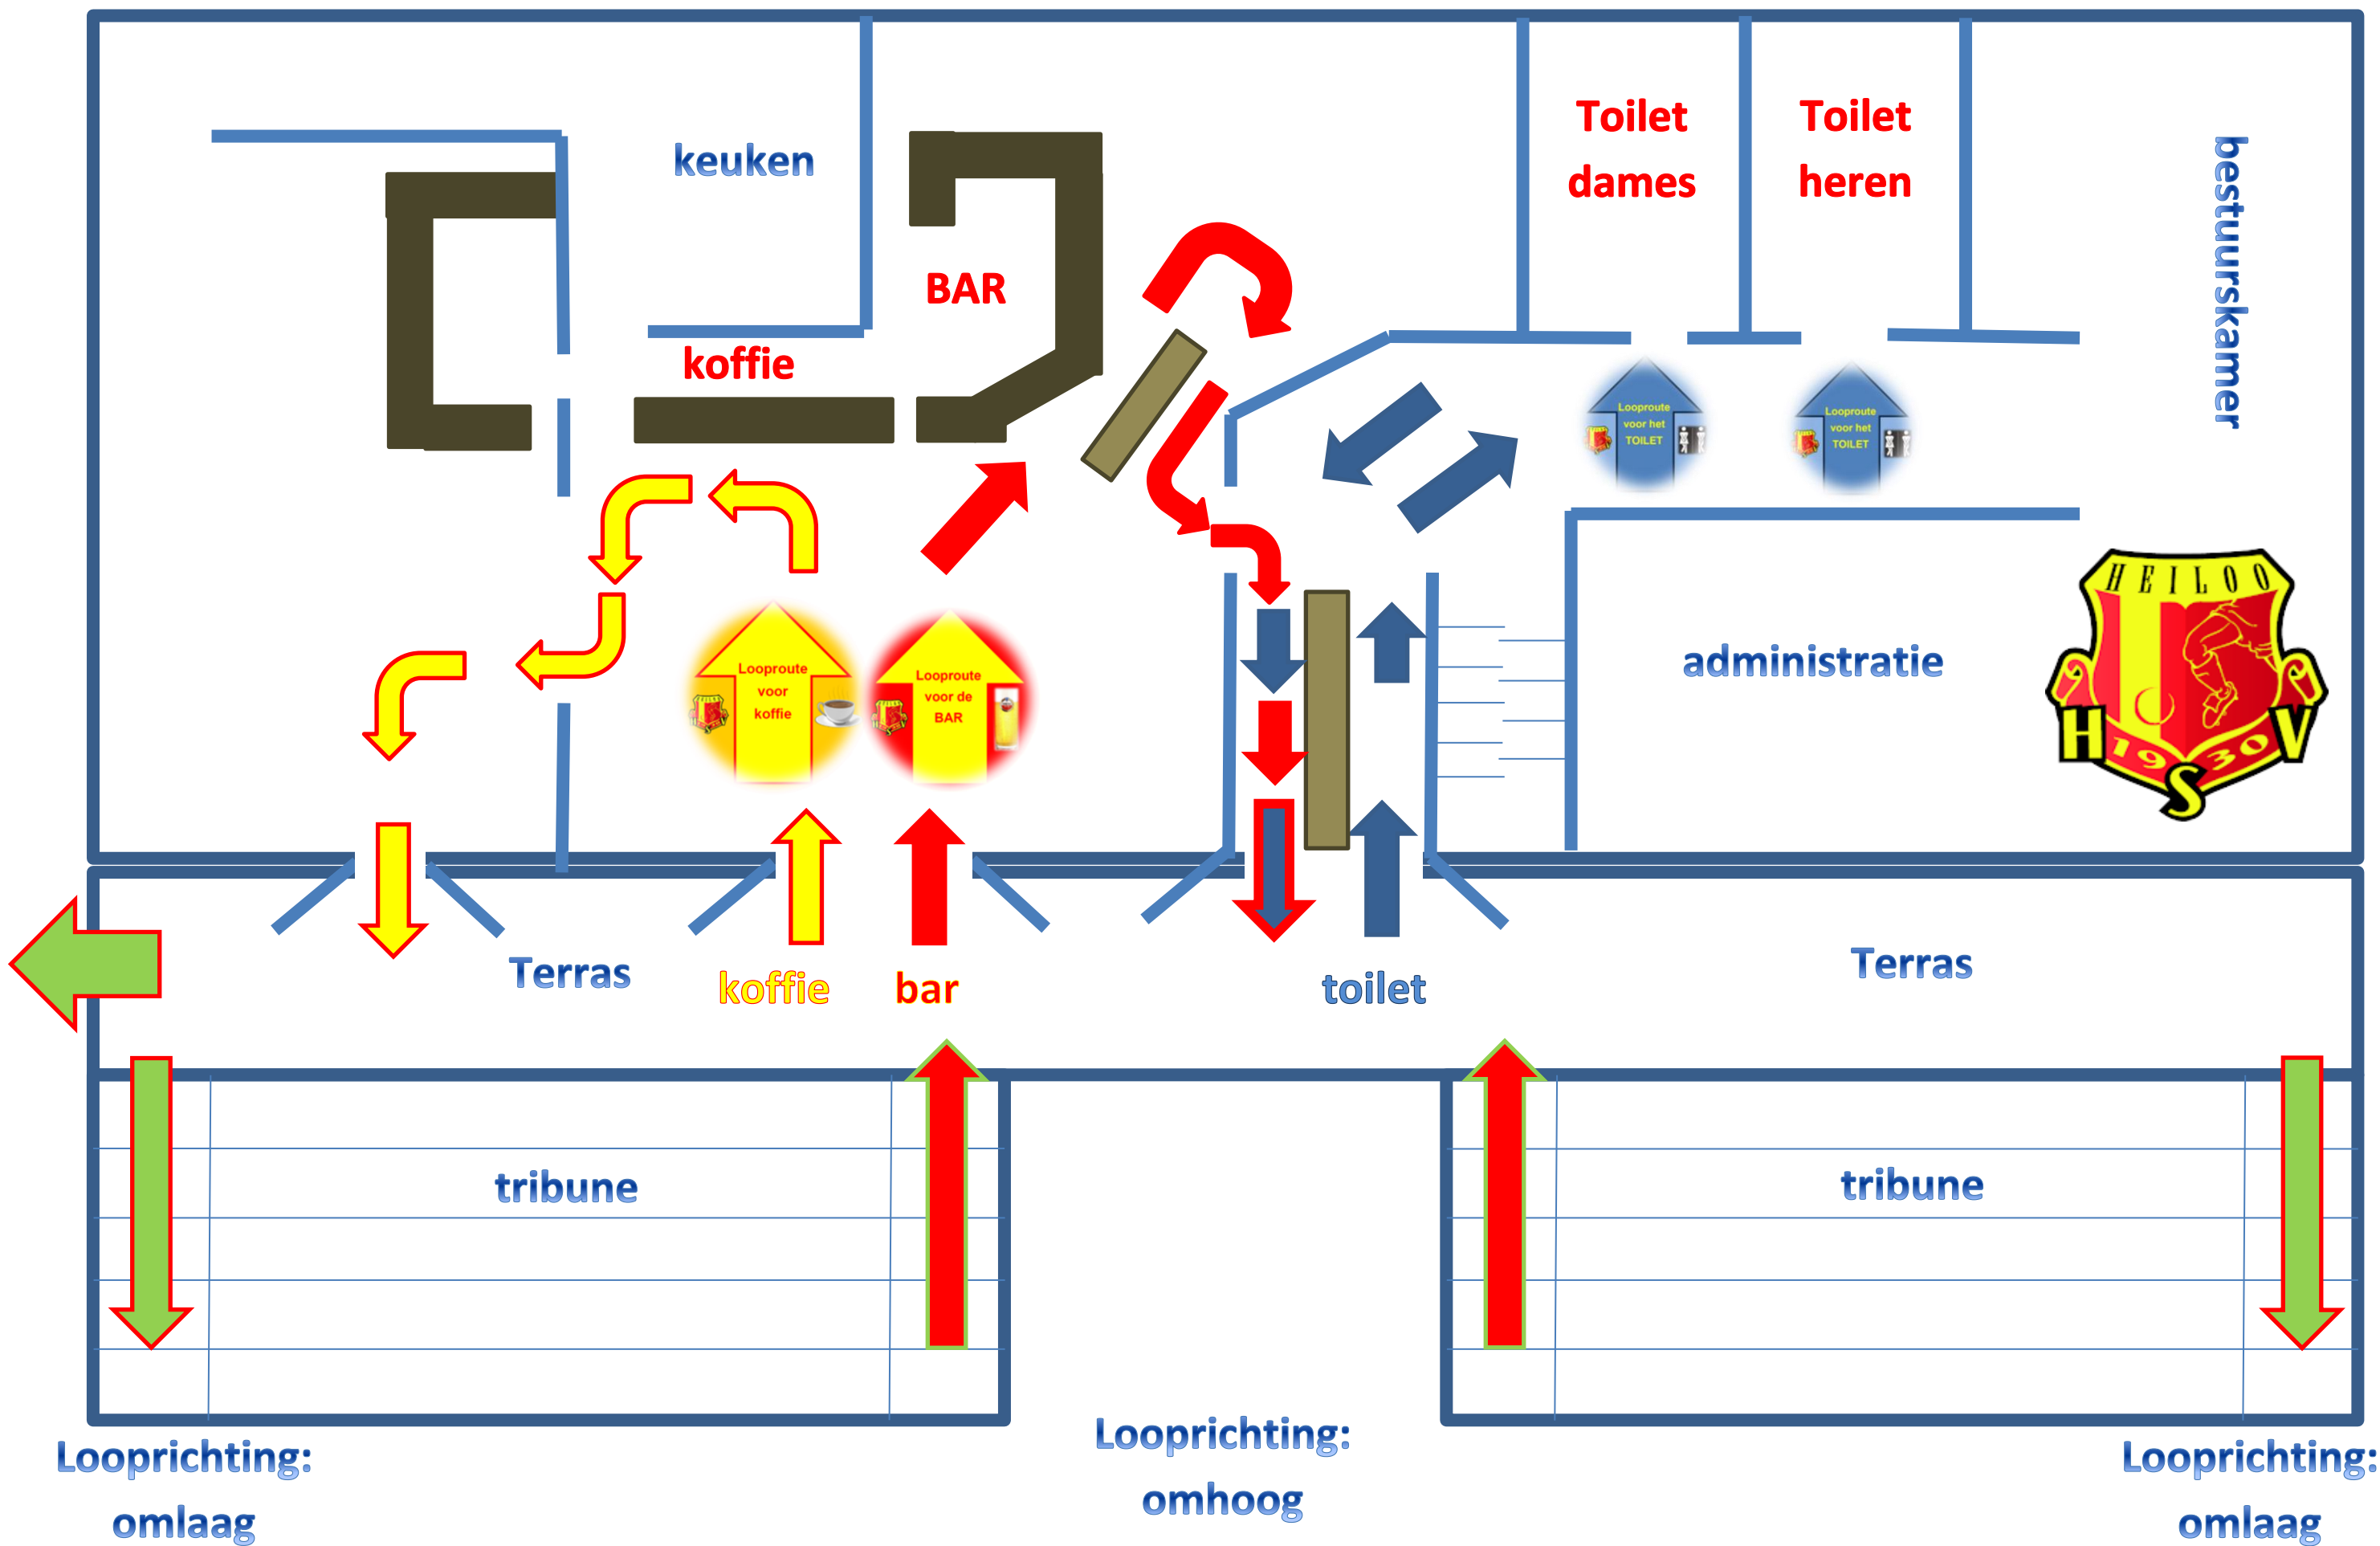 keuken
Toilet
dames
Toilet
heren
bestuurskamer
BAR
koffie
Looproute
voor het
TOILET
Looproute
voor het
TOILET
HEILOO
H S V
1930
administratie
Looproute
voor
koffie
Looproute
voor de
BAR
Terras
koffie
bar
toilet
Terras
tribune
tribune
Looprichting:
omlaag
Looprichting:
omhoog
Looprichting:
omlaag